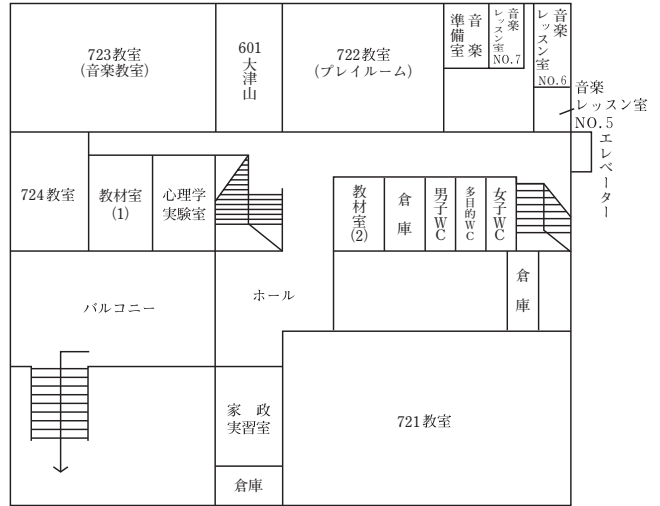 723教室
(音楽教室)
601
大津山
722教室
(プレイルーム)
音楽
準備室
音楽
レッスン室
NO.7
音楽
レッスン室
NO.6
音楽
レッスン室
NO.5
エレベーター
724教室
教材室
(1)
心理学
実験室
教材室
(2)
倉庫
男子WC
多目的WC
女子WC
倉庫
バルコニー
ホール
家政
実習室
721教室
倉庫